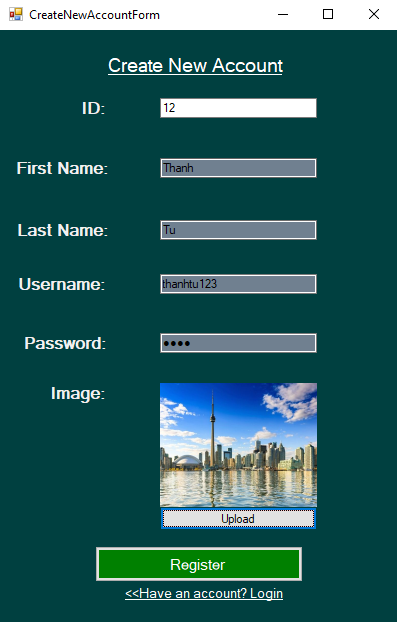 CreateNewAccountForm
Create New Account
ID: 12
First Name: Thanh
Last Name: Tu
Username: thanhtu123
Password: ●●●●
Image:
Upload
Register
<<Have an account? Login